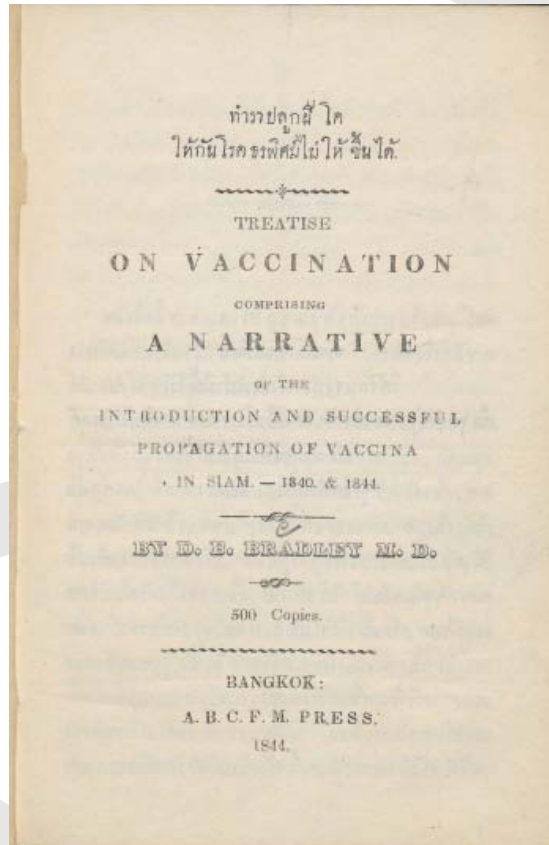 ทำราปลูกฝี โค
ให้กันโรคธรพิศม์ไม่ให้ขึ้นได้.
TREATISE
ON VACCINATION
COMPRISING
A NARRATIVE
OF THE
INTRODUCTION AND SUCCESSFUL
PROPAGATION OF VACCINA
IN SIAM. — 1840. & 1844.
BY D. B. BRADLEY M. D.
500 Copies.
BANGKOK:
A. B. C. F. M. PRESS.
1844.